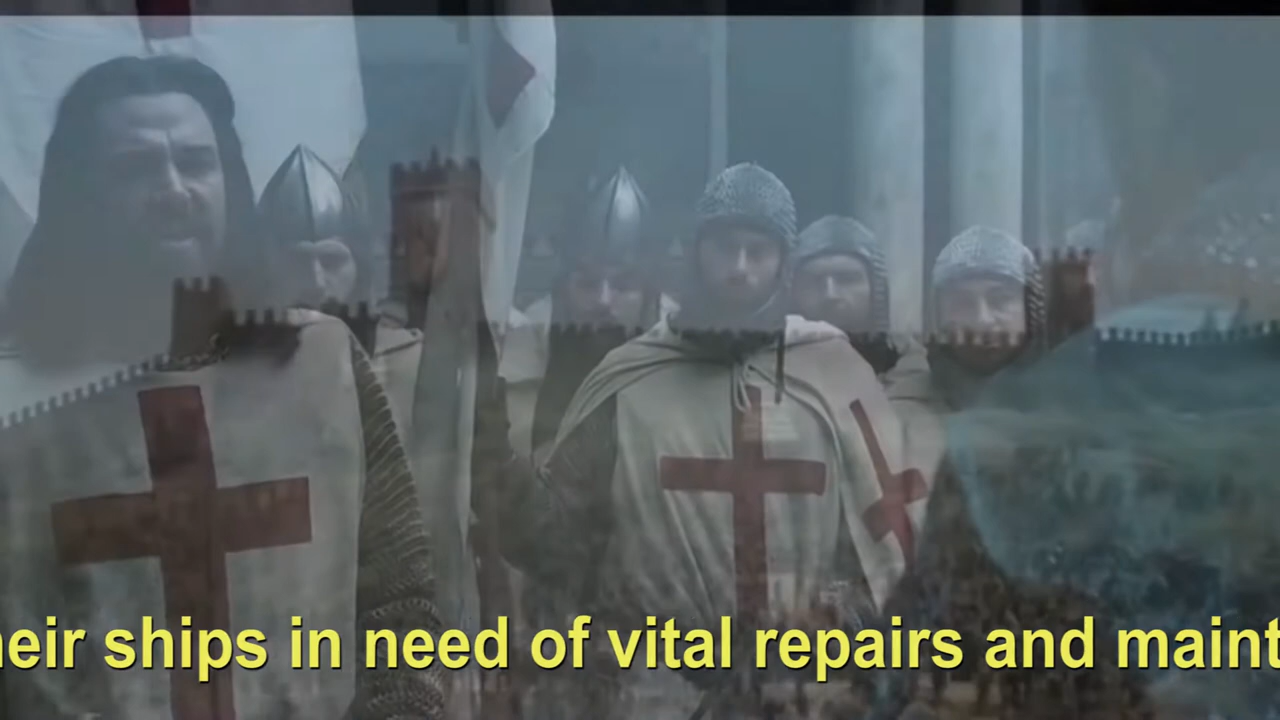 heir ships in need of vital repairs and maint